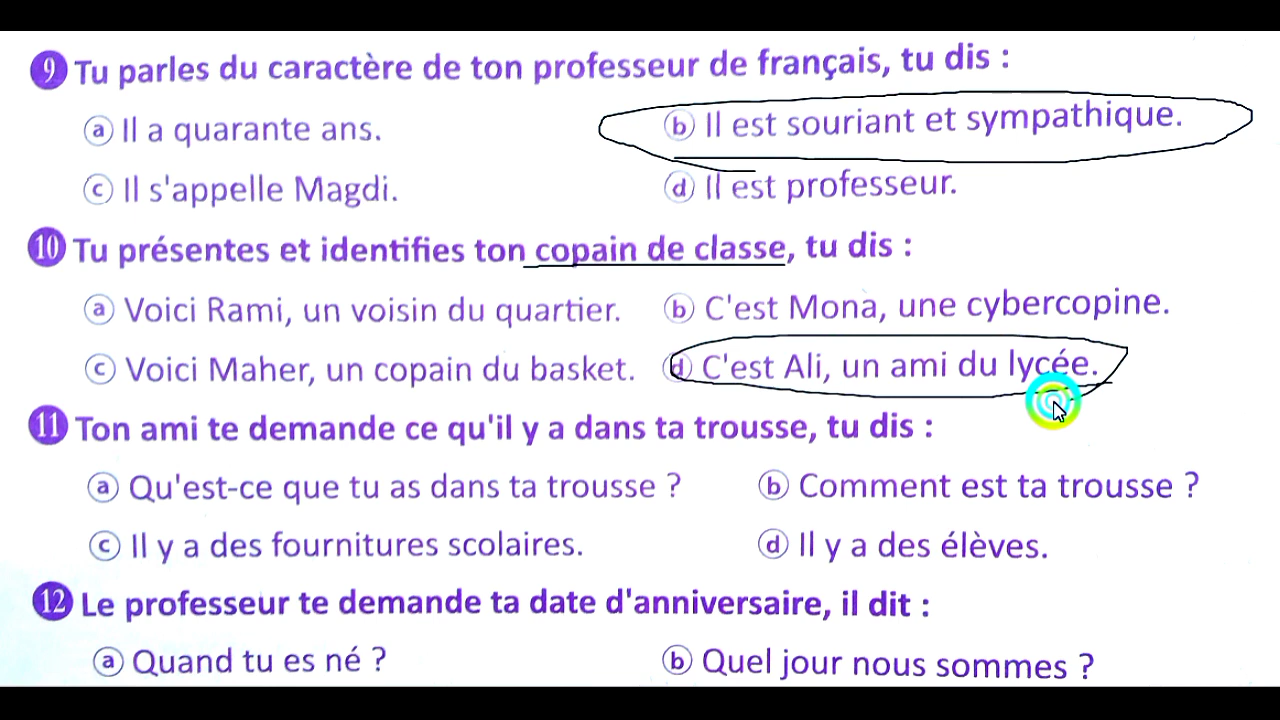 9 Tu parles du caractère de ton professeur de français, tu dis :
a Il a quarante ans.
b Il est souriant et sympathique.
c Il s'appelle Magdi.
d Il est professeur.
10 Tu présentes et identifies ton copain de classe, tu dis :
a Voici Rami, un voisin du quartier.
b C'est Mona, une cybercopine.
c Voici Maher, un copain du basket.
d C'est Ali, un ami du lycée.
11 Ton ami te demande ce qu'il y a dans ta trousse, tu dis :
a Qu'est-ce que tu as dans ta trousse ?
b Comment est ta trousse ?
c Il y a des fournitures scolaires.
d Il y a des élèves.
12 Le professeur te demande ta date d'anniversaire, il dit :
a Quand tu es né ?
b Quel jour nous sommes ?